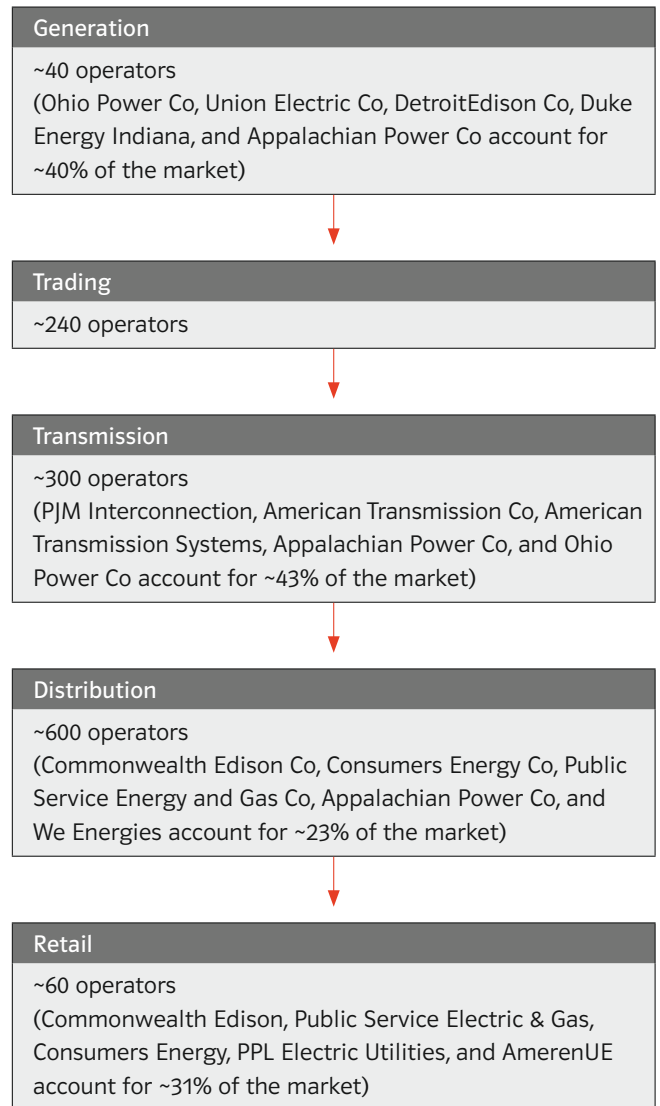 Generation
~40 operators
(Ohio Power Co, Union Electric Co, DetroitEdison Co, Duke
Energy Indiana, and Appalachian Power Co account for
~40% of the market)
Trading
~240 operators
Transmission
~300 operators
(PJM Interconnection, American Transmission Co, American
Transmission Systems, Appalachian Power Co, and Ohio
Power Co account for ~43% of the market)
Distribution
~600 operators
(Commonwealth Edison Co, Consumers Energy Co, Public
Service Energy and Gas Co, Appalachian Power Co, and
We Energies account for ~23% of the market)
Retail
~60 operators
(Commonwealth Edison, Public Service Electric & Gas,
Consumers Energy, PPL Electric Utilities, and AmerenUE
account for ~31% of the market)